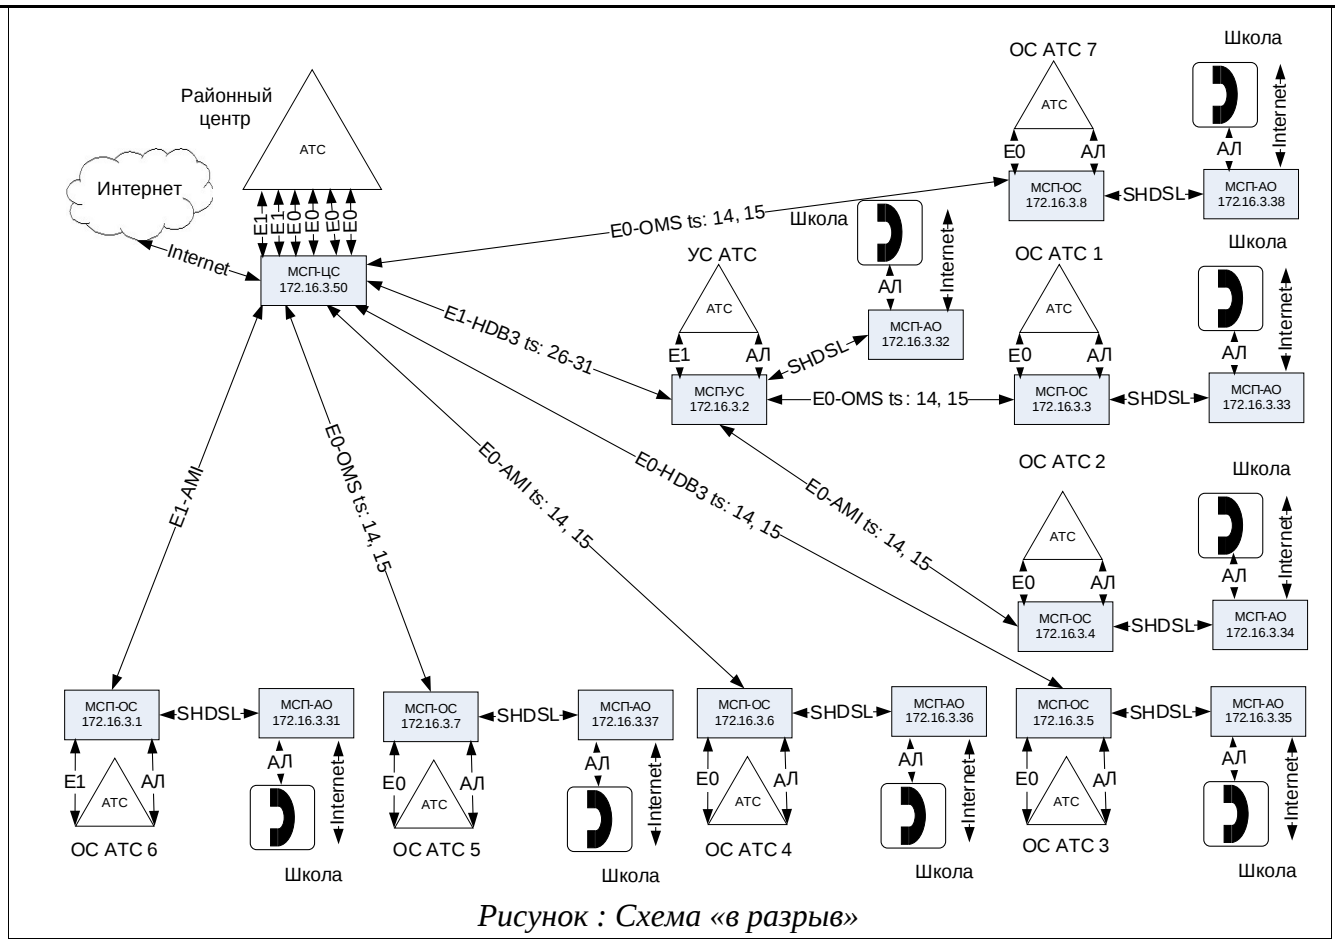 ОС АТС 7
Школа
Районный
центр
АТС
АТС
Интернет
E1
E1
E0
E0
E0
E0
Internet
E0
АЛ
АЛ
Internet
МСП-ОС
172.16.3.8
SHDSL
МСП-АО
172.16.3.38
E0-OMS ts: 14, 15
Школа
Школа
МСП-ЦС
172.16.3.50
УС АТС
АТС
АЛ
Internet
ОС АТС 1
АТС
E1-HDB3 ts: 26-31
МСП-АО
172.16.3.32
E1
АЛ
SHDSL
E0
АЛ
АЛ
Internet
МСП-УС
172.16.3.2
E0-OMS ts: 14, 15
МСП-ОС
172.16.3.3
SHDSL
МСП-АО
172.16.3.33
ОС АТС 2
Школа
E1-AMI
E0-OMS ts: 14, 15
E0-AMI ts: 14, 15
E0-HDB3 ts: 14, 15
E0-AMI ts: 14, 15
АТС
E0
АЛ
АЛ
Internet
МСП-ОС
172.16.3.4
SHDSL
МСП-АО
172.16.3.34
МСП-ОС
172.16.3.1
SHDSL
МСП-АО
172.16.3.31
МСП-ОС
172.16.3.7
SHDSL
МСП-АО
172.16.3.37
МСП-ОС
172.16.3.6
SHDSL
МСП-АО
172.16.3.36
МСП-ОС
172.16.3.5
SHDSL
МСП-АО
172.16.3.35
E1
АЛ
АТС
АЛ
Internet
E0
АЛ
АТС
АЛ
Internet
E0
АЛ
АТС
АЛ
Internet
E0
АЛ
АТС
АЛ
Internet
ОС АТС 6
Школа
ОС АТС 5
Школа
ОС АТС 4
Школа
ОС АТС 3
Школа
Рисунок : Схема «в разрыв»